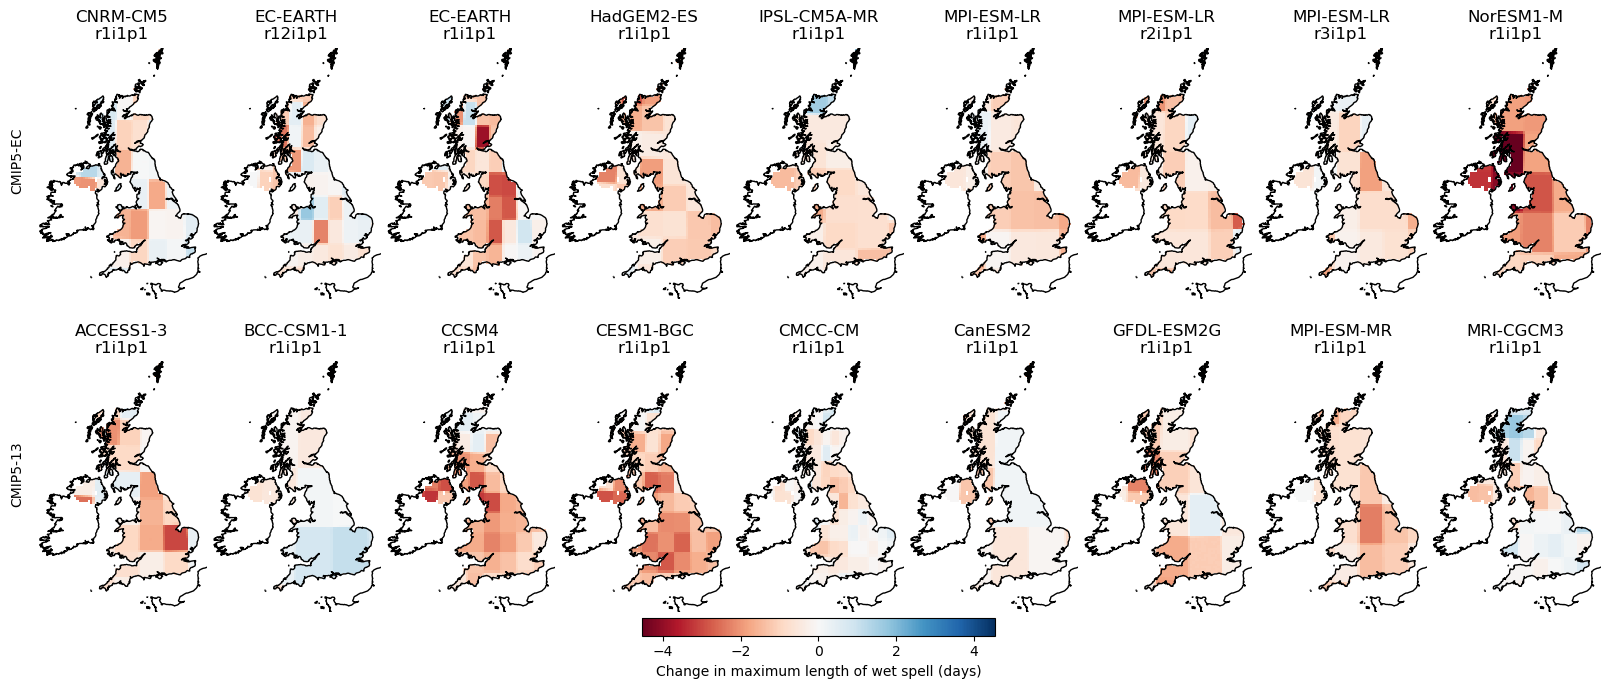 CNRM-CM5 EC-EARTH EC-EARTH HadGEM2-ES IPSL-CM5A-MR MPI-ESM-LR MPI-ESM-LR MPI-ESM-LR NorESM1-M
r1i1p1 r12i1p1 r1i1p1 r1i1p1 r1i1p1 r1i1p1 r2i1p1 r3i1p1 r1i1p1
CMIP5-EC
ACCESS1-3 BCC-CSM1-1 CCSM4 CESM1-BGC CMCC-CM CanESM2 GFDL-ESM2G MPI-ESM-MR MRI-CGCM3
r1i1p1 r1i1p1 r1i1p1 r1i1p1 r1i1p1 r1i1p1 r1i1p1 r1i1p1 r1i1p1
CMIP5-13
−4 −2 0 2 4
Change in maximum length of wet spell (days)